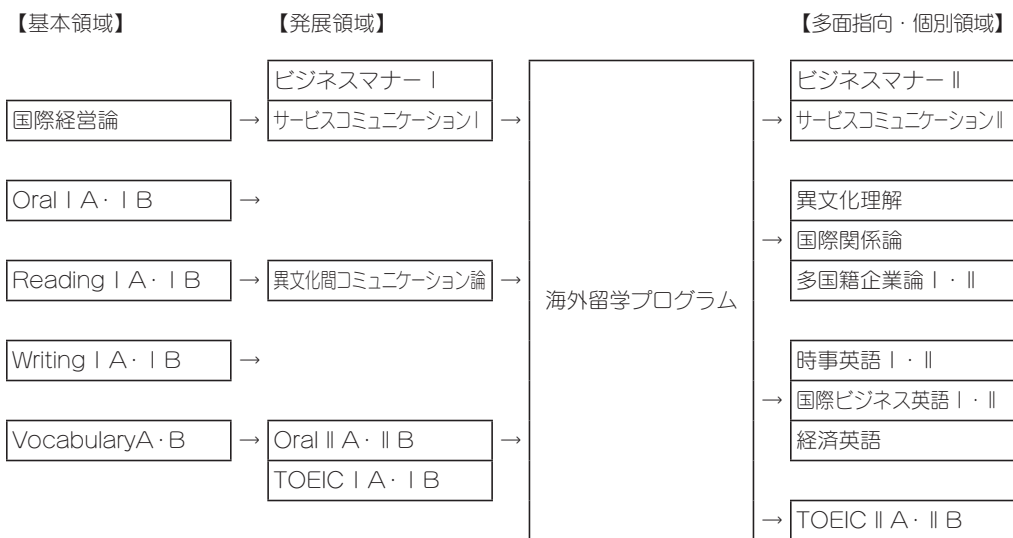 【基本領域】 【発展領域】 【多面指向・個別領域】
ビジネスマナーⅠ ビジネスマナーⅡ
国際経営論 → サービスコミュニケーションⅠ → → サービスコミュニケーションⅡ
OralⅠA・ⅠB → 異文化理解
→ 国際関係論
ReadingⅠA・ⅠB → 異文化間コミュニケーション論 → 多国籍企業論Ⅰ・Ⅱ
海外留学プログラム
WritingⅠA・ⅠB → 時事英語Ⅰ・Ⅱ
→ 国際ビジネス英語Ⅰ・Ⅱ
VocabularyA・B → OralⅡA・ⅡB → 経済英語
TOEICⅠA・ⅠB
→ TOEICⅡA・ⅡB